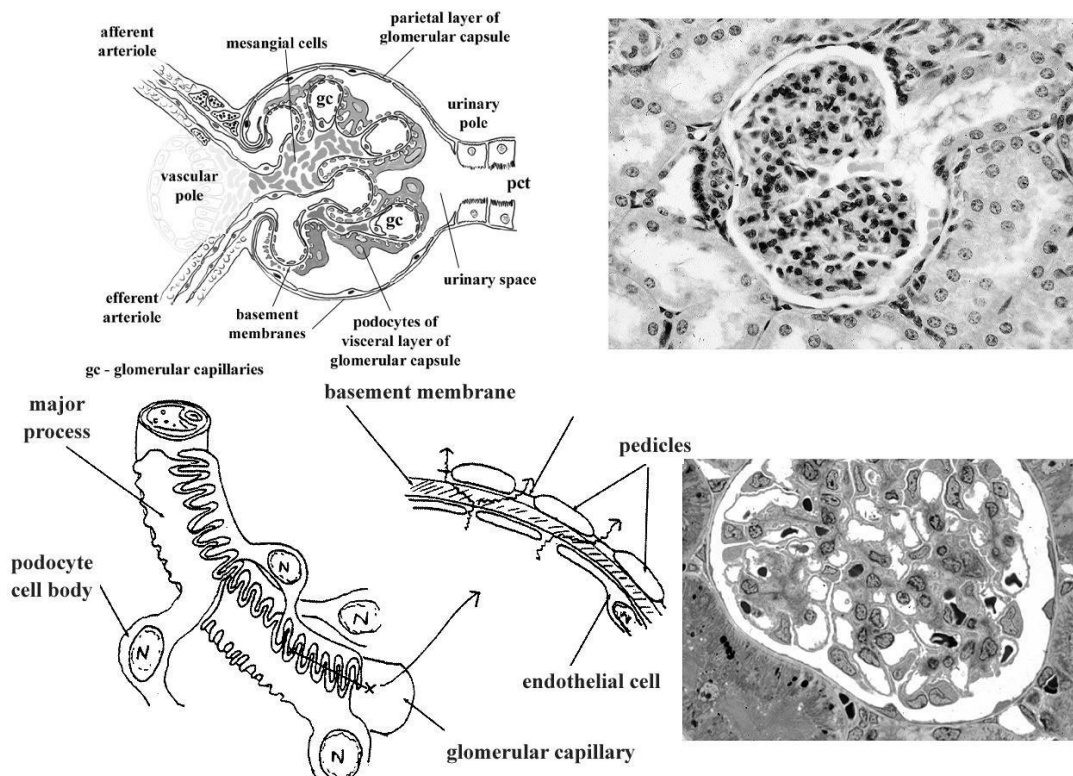 afferent
arteriole
mesangial cells
parietal layer of
glomerular capsule
gc
urinary
pole
vascular
pole
pct
gc
urinary space
efferent
arteriole
basement
membranes
podocytes of
visceral layer of
glomerular capsule
gc - glomerular capillaries
basement membrane
major
process
pedicles
podocyte
cell body
N
N
N
N
N
endothelial cell
glomerular capillary